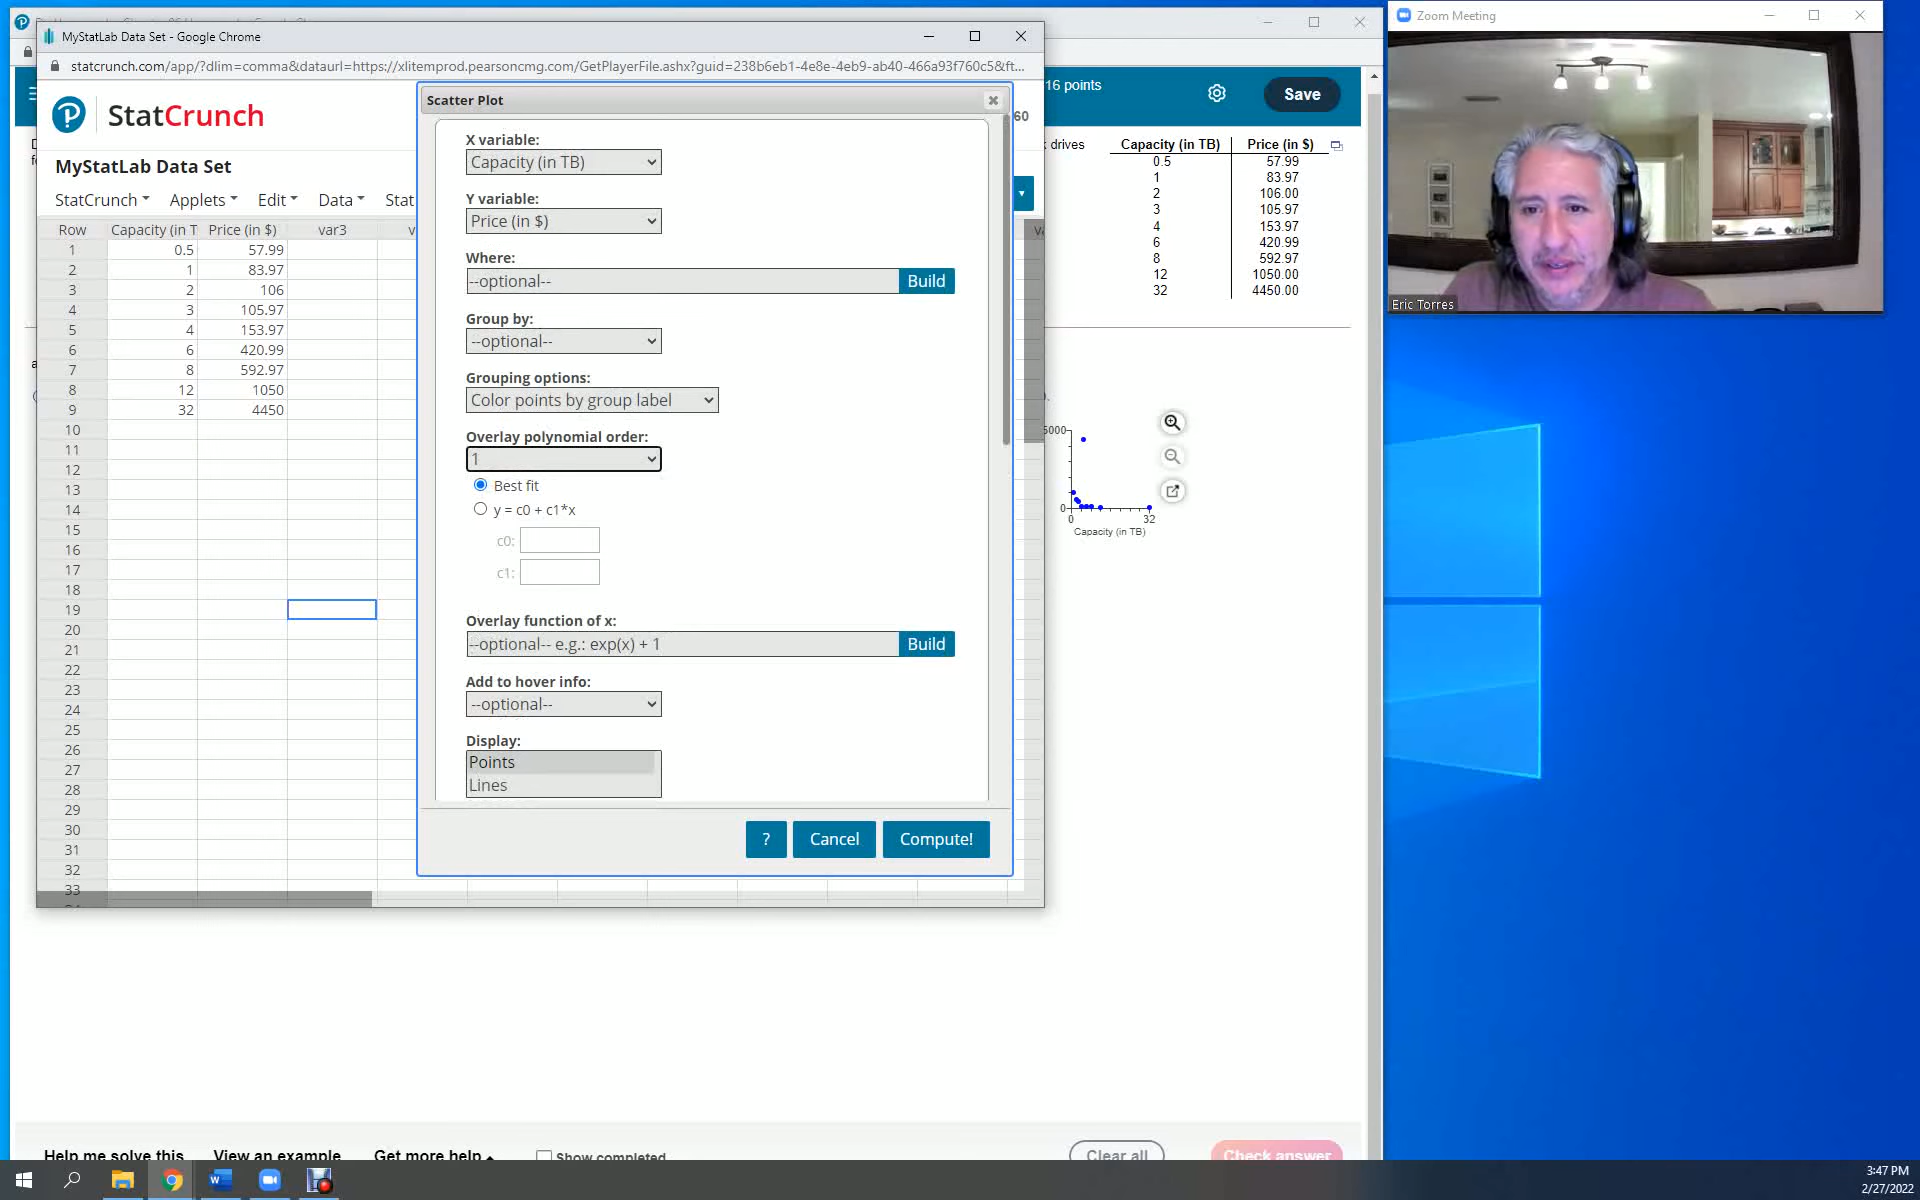 MyStatLab Data Set - Google Chrome
statcrunch.com/app/?dlim=comma&dataurl=https://xlitemprod.pearsoncmg.com/GetPlayerFile.ashx?guid=238b6eb1-4e8e-4eb9-ab40-466a93f760c5&ft...
StatCrunch
MyStatLab Data Set
StatCrunch Applets Edit Data Stat
Row Capacity (in T Price (in $) var3
1 0.5 57.99
2 1 83.97
3 2 106
4 3 105.97
5 4 153.97
6 6 420.99
7 8 592.97
8 12 1050
9 32 4450
10
11
12
13
14
15
16
17
18
19
20
21
22
23
24
25
26
27
28
29
30
31
32
33
Scatter Plot
X variable:
Capacity (in TB)
Y variable:
Price (in $)
Where:
--optional-- Build
Group by:
--optional--
Grouping options:
Color points by group label
Overlay polynomial order:
1
Best fit
y = c0 + c1*x
c0:
c1:
Overlay function of x:
--optional-- e.g.: exp(x) + 1 Build
Add to hover info:
--optional--
Display:
Points
Lines
? Cancel Compute!
16 points Save
60
drives
Capacity (in TB) Price (in $)
0.5 57.99
1 83.97
2 106.00
3 105.97
4 153.97
6 420.99
8 592.97
12 1050.00
32 4450.00
5000
0
0 32
Capacity (in TB)
Zoom Meeting
Eric Torres
Help me solve this View an example Get more help Show completed Clear all Check answer
3:47 PM
2/27/2022